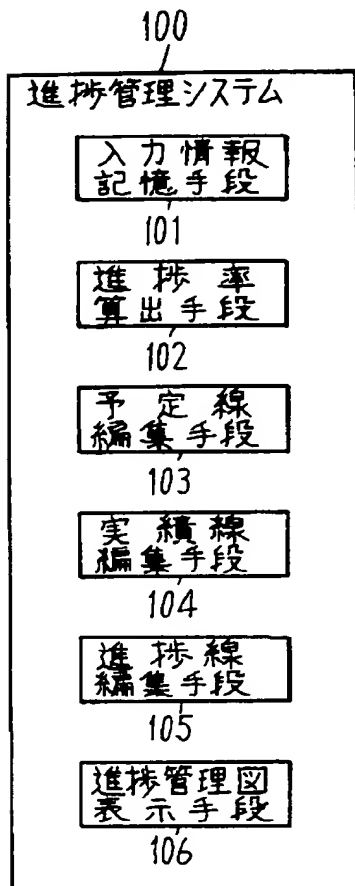 100
進捗管理システム
入力情報
記憶手段
101
進捗率
算出手段
102
予定線
編集手段
103
実績線
編集手段
104
進捗線
編集手段
105
進捗管理図
表示手段
106